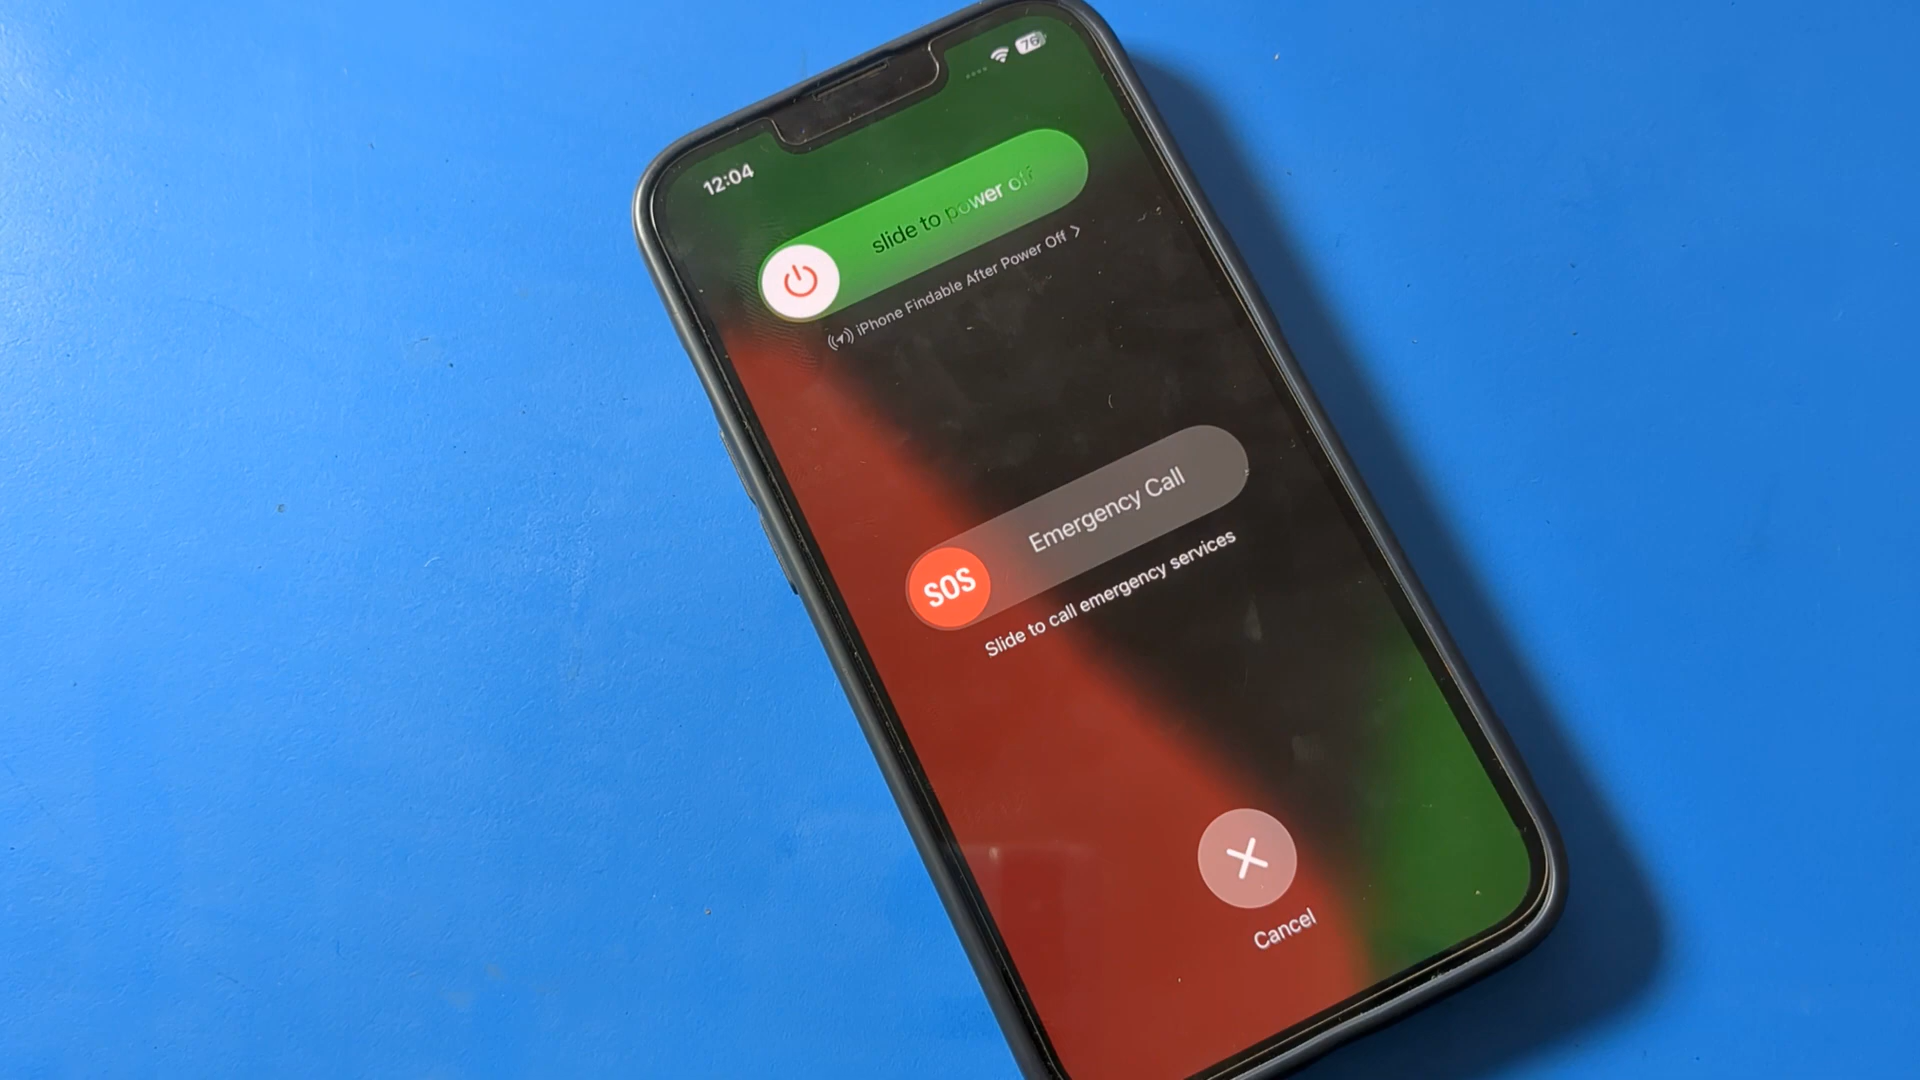 12:04
76
slide to power off
iPhone Findable After Power Off
SOS
Emergency Call
Slide to call emergency services
Cancel